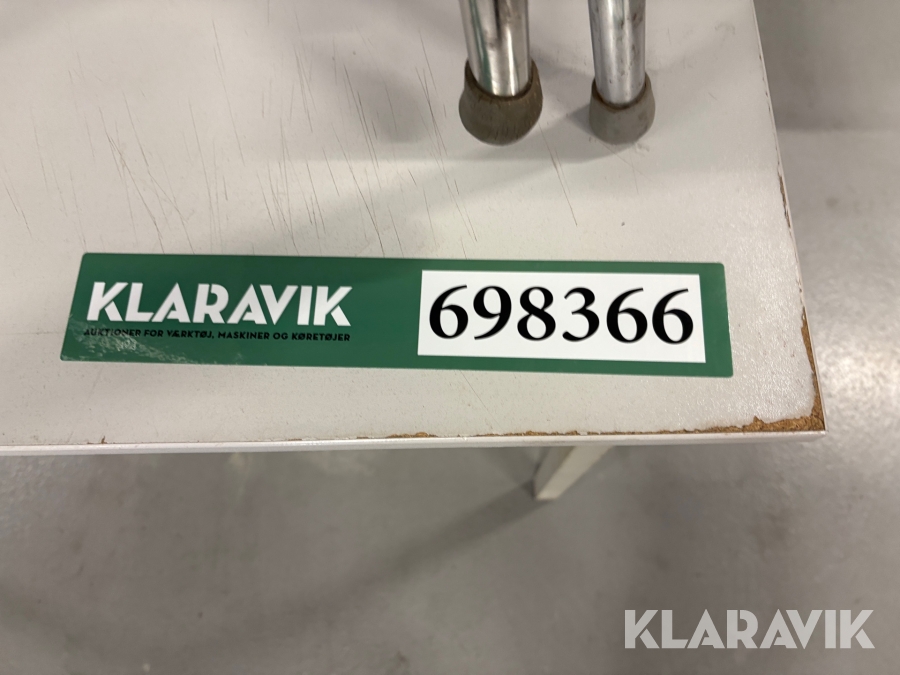 KLARAVIK
AUKTIONER FOR VÆRKTØJ, MASKINER OG KØRETØJER
698366
KLARAVIK